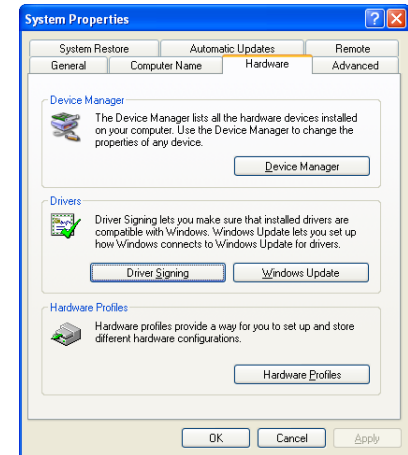 System Properties
System Restore Automatic Updates Remote
General Computer Name Hardware Advanced
Device Manager
The Device Manager lists all the hardware devices installed
on your computer. Use the Device Manager to change the
properties of any device.
Device Manager
Drivers
Driver Signing lets you make sure that installed drivers are
compatible with Windows. Windows Update lets you set up
how Windows connects to Windows Update for drivers.
Driver Signing Windows Update
Hardware Profiles
Hardware profiles provide a way for you to set up and store
different hardware configurations.
Hardware Profiles
OK Cancel Apply